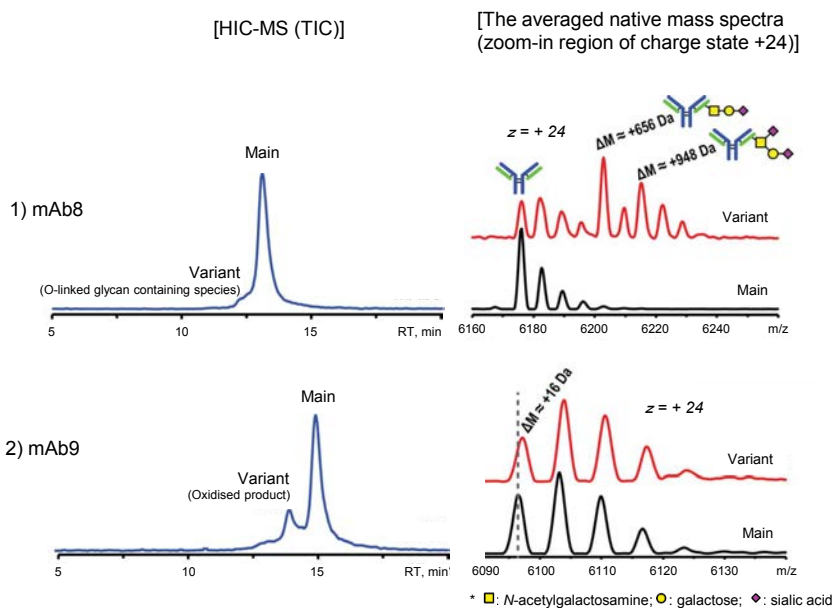 [HIC-MS (TIC)]
[The averaged native mass spectra
(zoom-in region of charge state +24)]
1) mAb8
Main
Variant
(O-linked glycan containing species)
5
10
15
RT, min
z = + 24
ΔM ≈ +656 Da
ΔM ≈ +948 Da
Variant
Main
6160
6180
6200
6220
6240
m/z
2) mAb9
Main
Variant
(Oxidised product)
5
10
15
RT, min
ΔM ≈ +16 Da
z = + 24
Variant
Main
6090
6100
6110
6120
6130
m/z
* : N-acetylgalactosamine; : galactose; : sialic acid